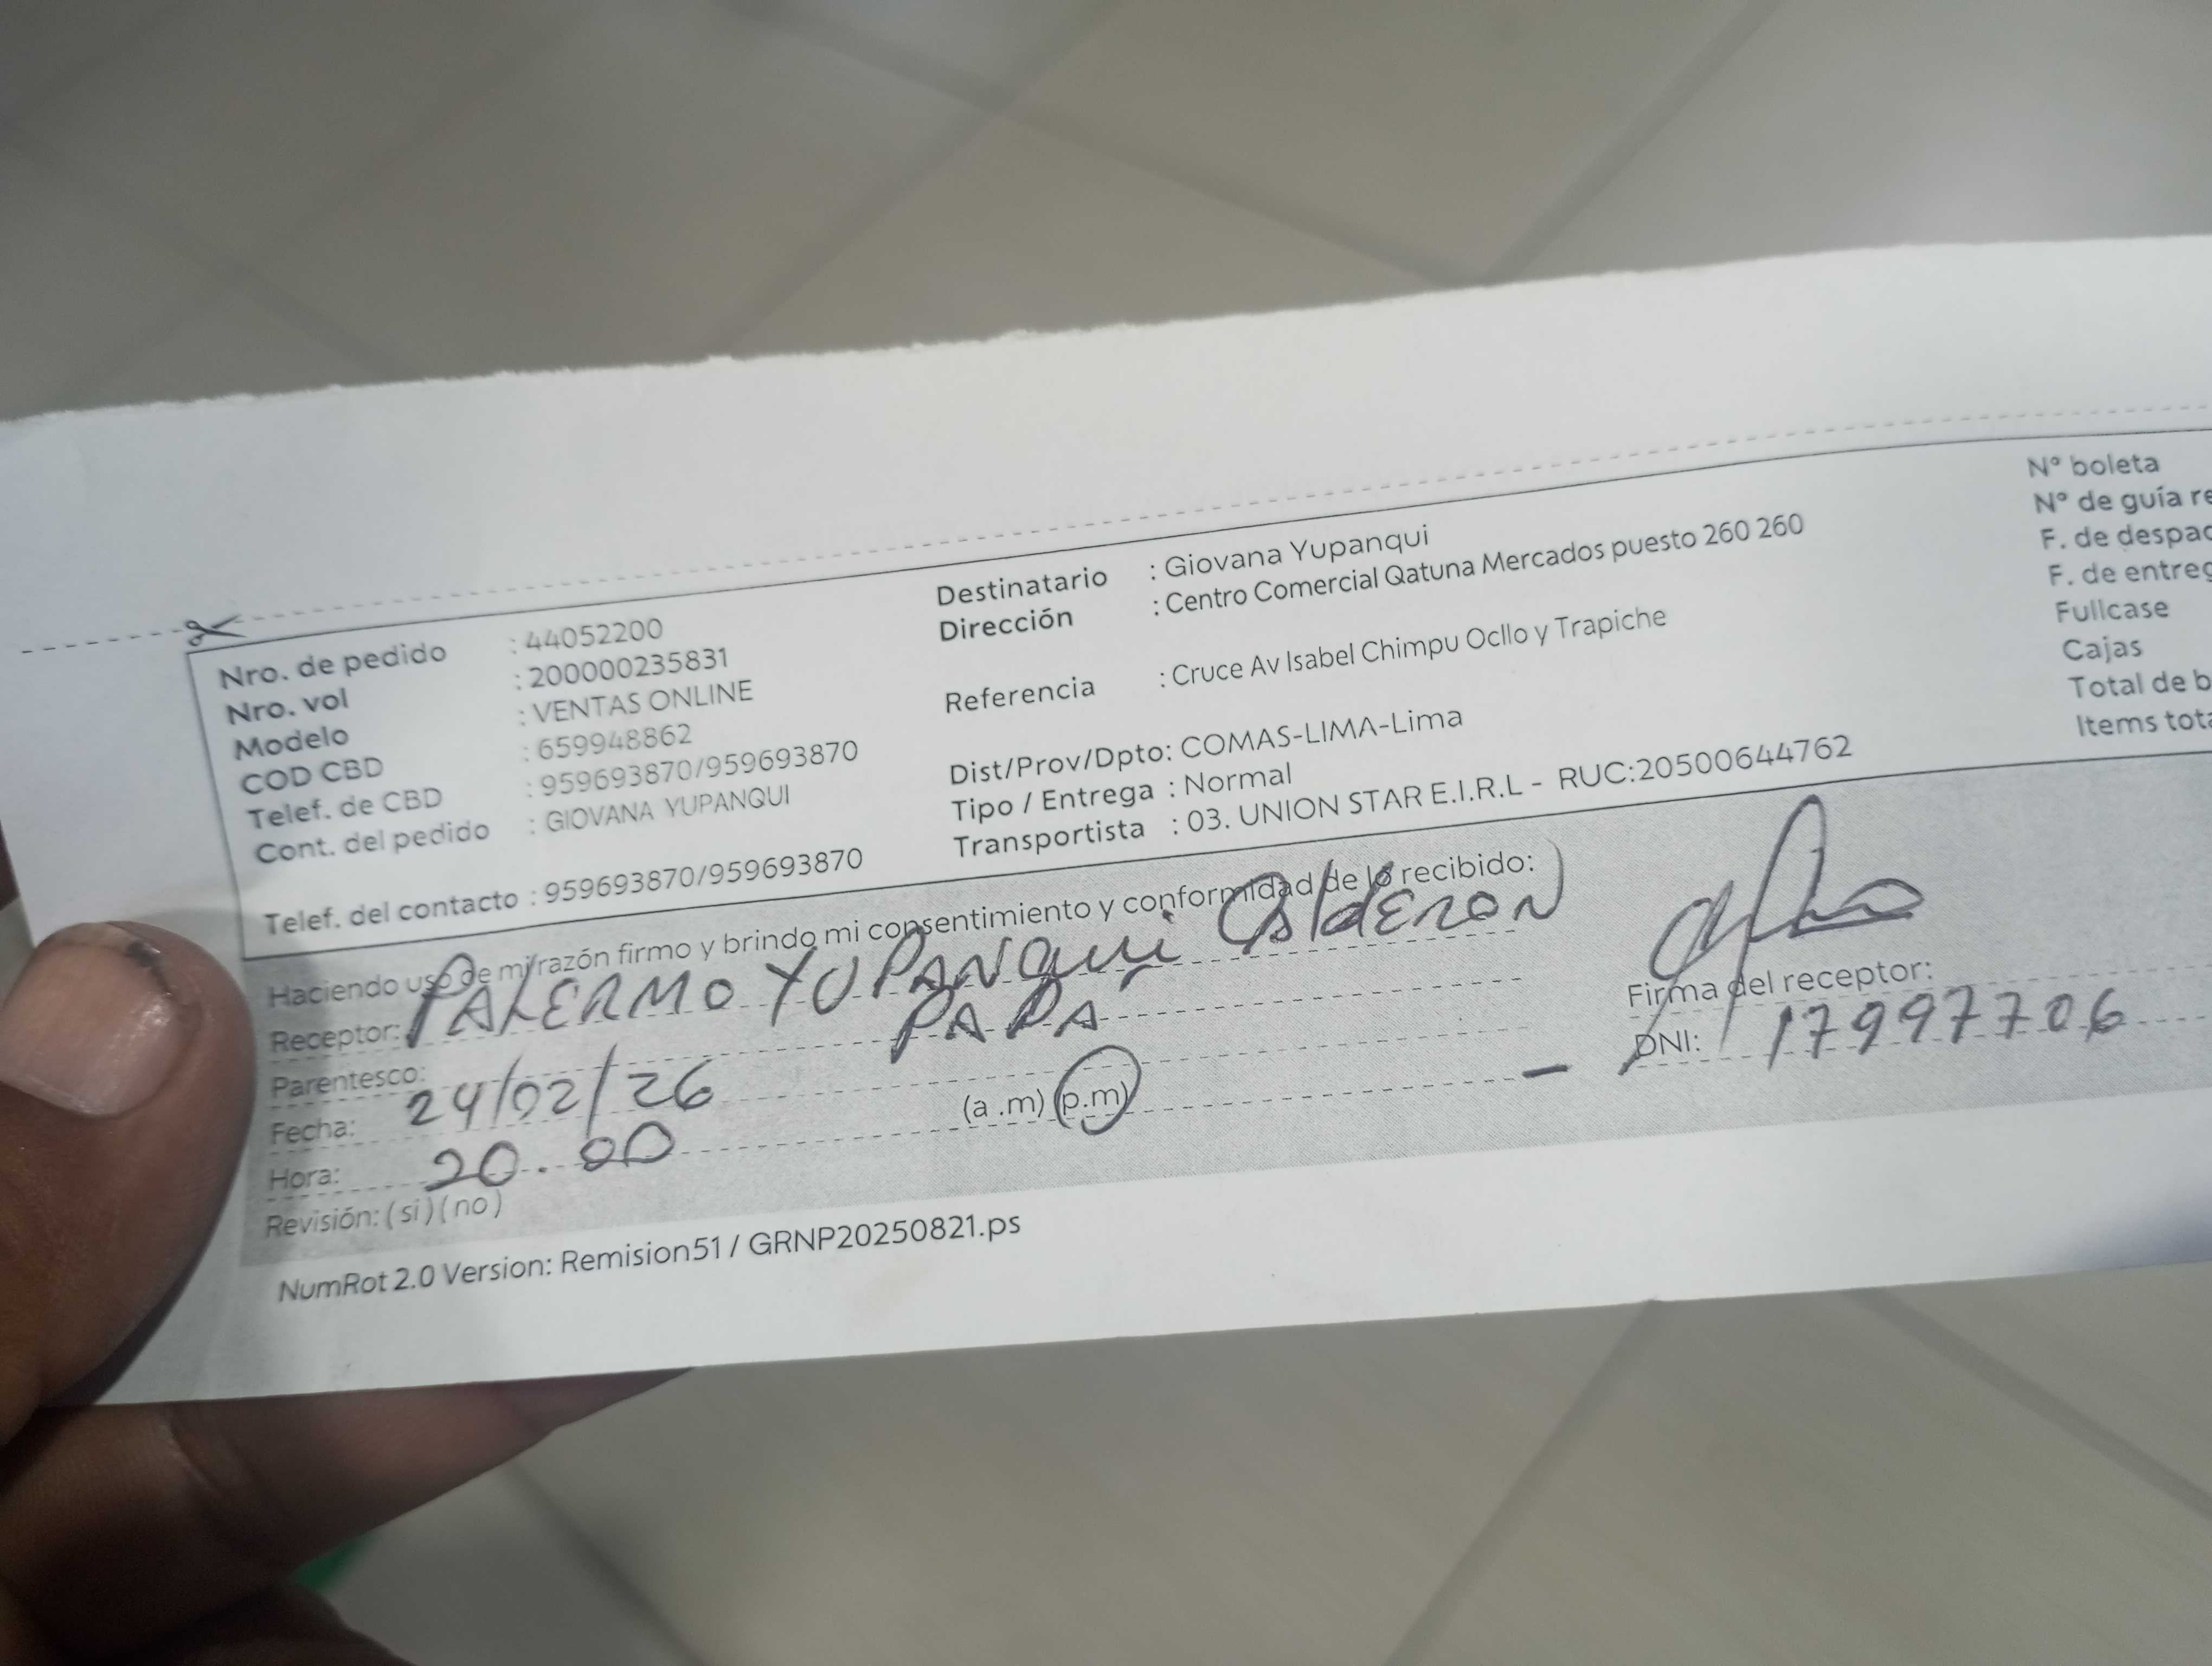 Nro. de pedido : 44052200
Nro. vol : 200000235831
Modelo : VENTAS ONLINE
COD CBD : 659948862
Telef. de CBD : 959693870/959693870
Cont. del pedido : GIOVANA YUPANQUI
Telef. del contacto : 959693870/959693870
Destinatario : Giovana Yupanqui
Dirección : Centro Comercial Qatuna Mercados puesto 260 260
Referencia : Cruce Av Isabel Chimpu Ocllo y Trapiche
Dist/Prov/Dpto: COMAS-LIMA-Lima
Tipo / Entrega : Normal
Transportista : 03. UNION STAR E.I.R.L - RUC:20500644762
N° boleta
N° de guía
F. de
F. de
Fullcase
Cajas
Total de
Items
Haciendo uso de mi razón firmo y brindo mi consentimiento y conformidad de lo recibido:
Receptor: PALERMO YUPANQUI CALDERON
Parentesco: PAPÁ
Fecha: 24/02/26
Hora: 20.00 (a .m) (p.m)
Revisión: ( si ) ( no )
Firma del receptor:
DNI: 17997706
NumRot 2.0 Version: Remision51 / GRNP20250821.ps